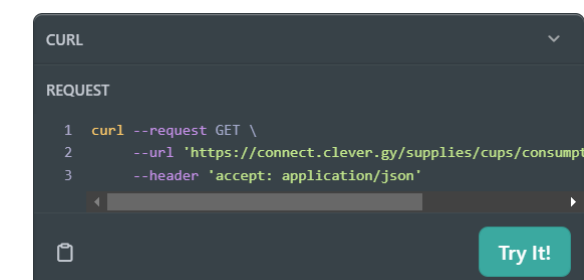 CURL
REQUEST
1 curl --request GET \
2 --url 'https://connect.clever.gy/supplies/cups/consumpt
3 --header 'accept: application/json'
Try It!